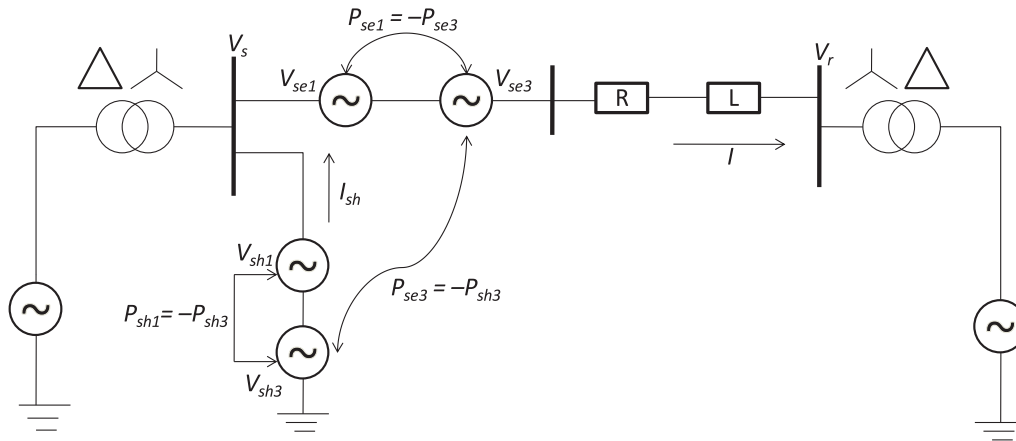 P_se1 = –P_se3
V_s
V_se1
V_se3
V_r
R
L
I
I_sh
V_sh1
P_sh1 = –P_sh3
P_se3 = –P_sh3
V_sh3